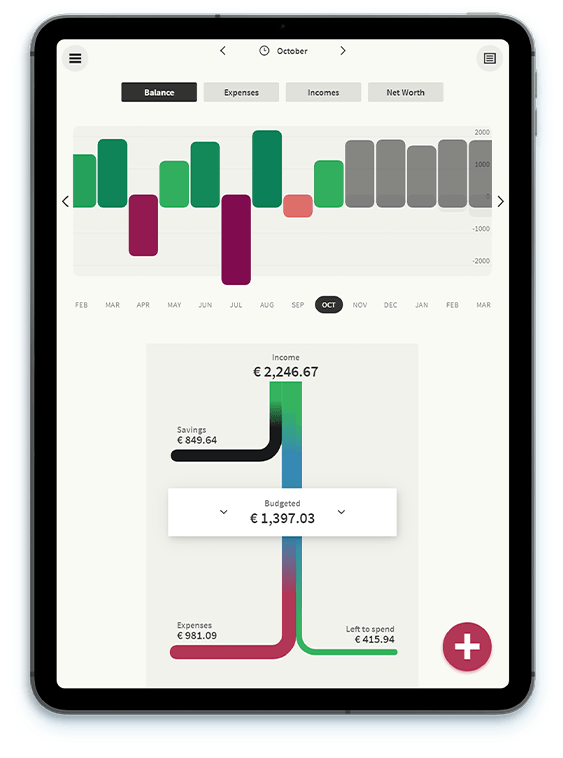 October
Balance
Expenses
Incomes
Net Worth
2000
1000
0
-1000
-2000
FEB
MAR
APR
MAY
JUN
JUL
AUG
SEP
OCT
NOV
DEC
JAN
FEB
MAR
Income
€ 2,246.67
Savings
€ 849.64
Budgeted
€ 1,397.03
Expenses
€ 981.09
Left to spend
€ 415.94